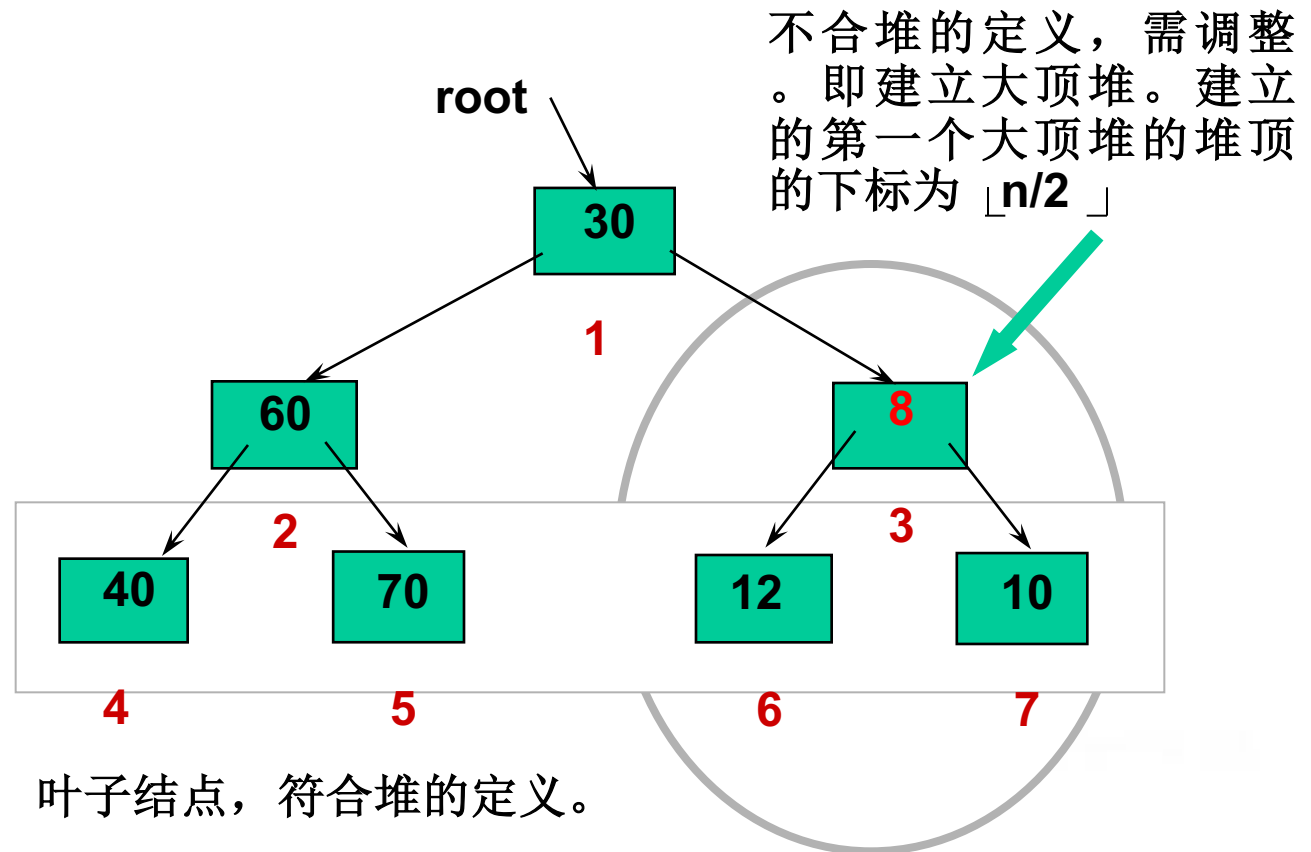 不合堆的定义，需调整
。即建立大顶堆。建立
的第一个大顶堆的堆顶
的下标为 ⌊n/2 ⌋
root
30
1
60
8
2
3
40
70
12
10
4
5
6
7
叶子结点，符合堆的定义。